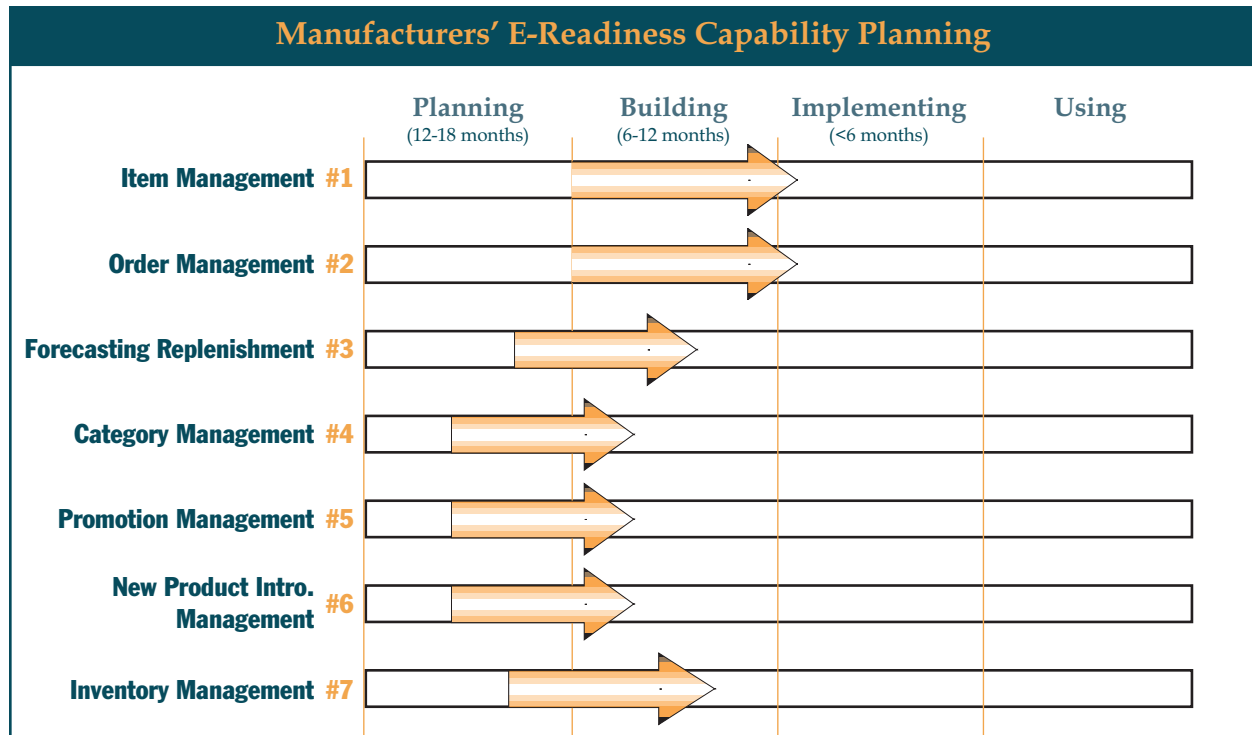 Manufacturers’ E-Readiness Capability Planning
Planning Building Implementing Using
(12-18 months) (6-12 months) (<6 months)
Item Management #1
Order Management #2
Forecasting Replenishment #3
Category Management #4
Promotion Management #5
New Product Intro.
Management #6
Inventory Management #7